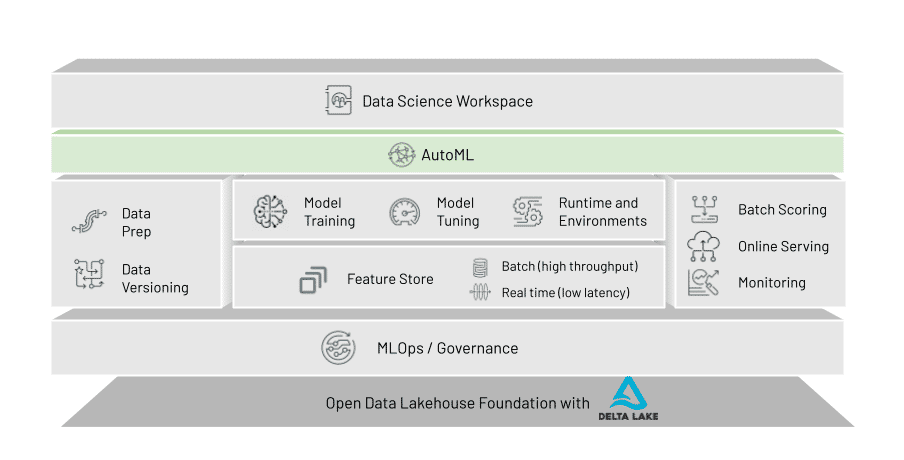 Data Science Workspace
AutoML
Data
Prep
Data
Versioning
Model
Training
Model
Tuning
Runtime and
Environments
Feature Store
Batch (high throughput)
Real time (low latency)
Batch Scoring
Online Serving
Monitoring
MLOps / Governance
Open Data Lakehouse Foundation with
DELTA LAKE